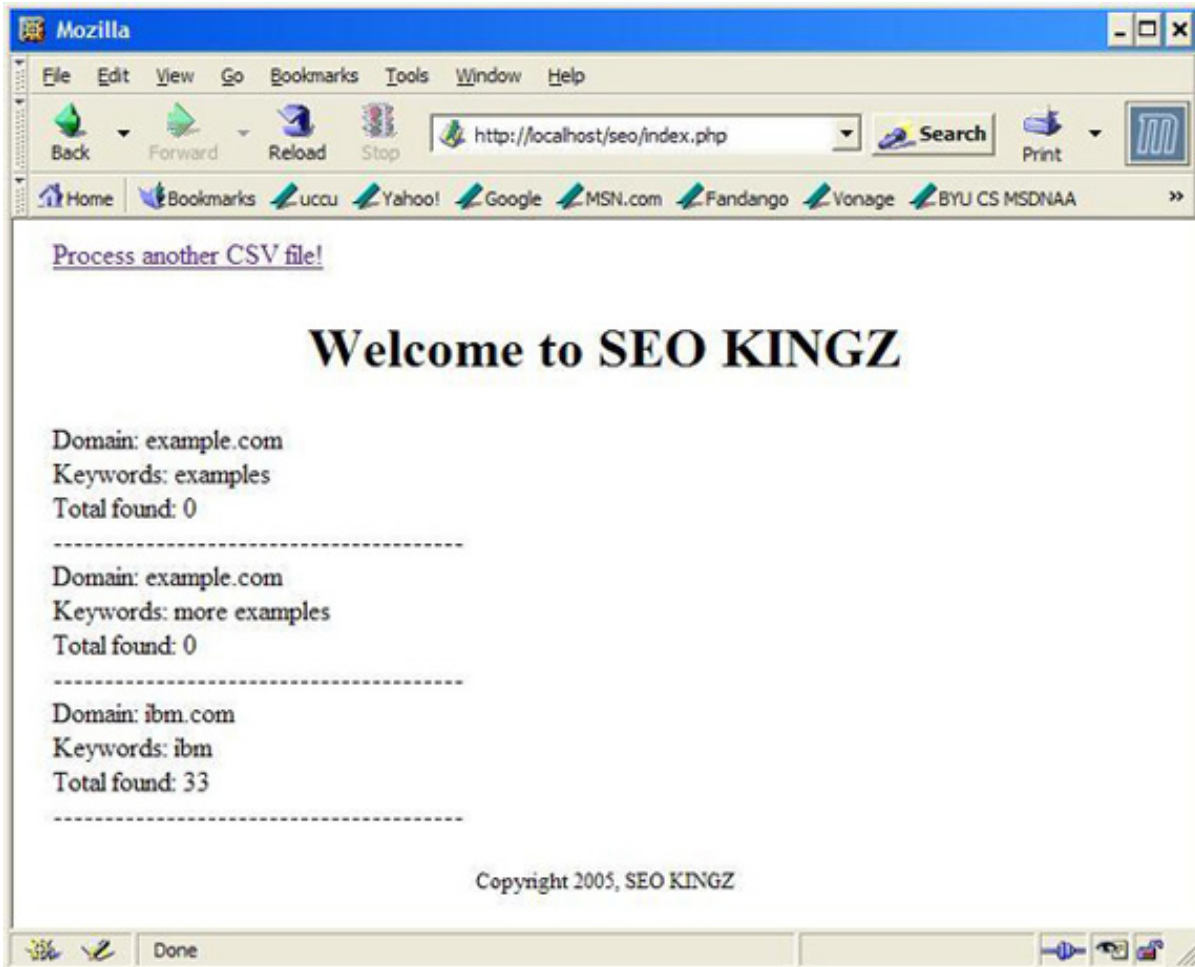 Mozilla
File Edit View Go Bookmarks Tools Window Help
Back Forward Reload Stop http://localhost/seo/index.php Search Print
Home Bookmarks uccu Yahoo! Google MSN.com Fandango Vonage BYU CS MSDNAA »
Process another CSV file!
Welcome to SEO KINGZ
Domain: example.com
Keywords: examples
Total found: 0
----------------------------------------
Domain: example.com
Keywords: more examples
Total found: 0
----------------------------------------
Domain: ibm.com
Keywords: ibm
Total found: 33
----------------------------------------
Copyright 2005, SEO KINGZ
Done